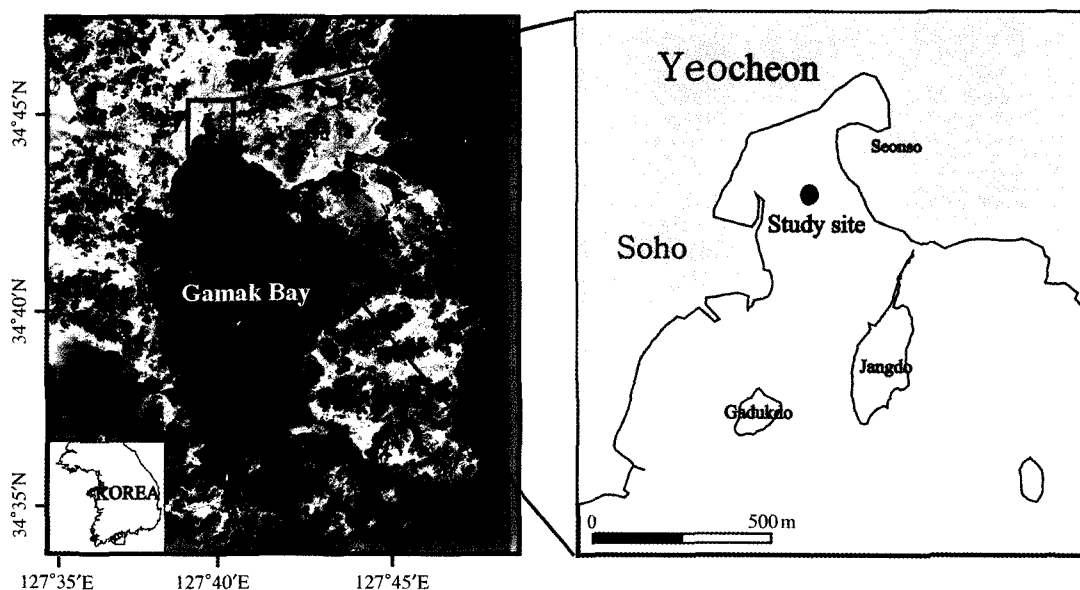 34°45′N
34°40′N
34°35′N
127°35′E
127°40′E
127°45′E
Gamak Bay
KOREA
Yeocheon
Seonso
Study site
Soho
Jangdo
Gadukdo
0
500 m